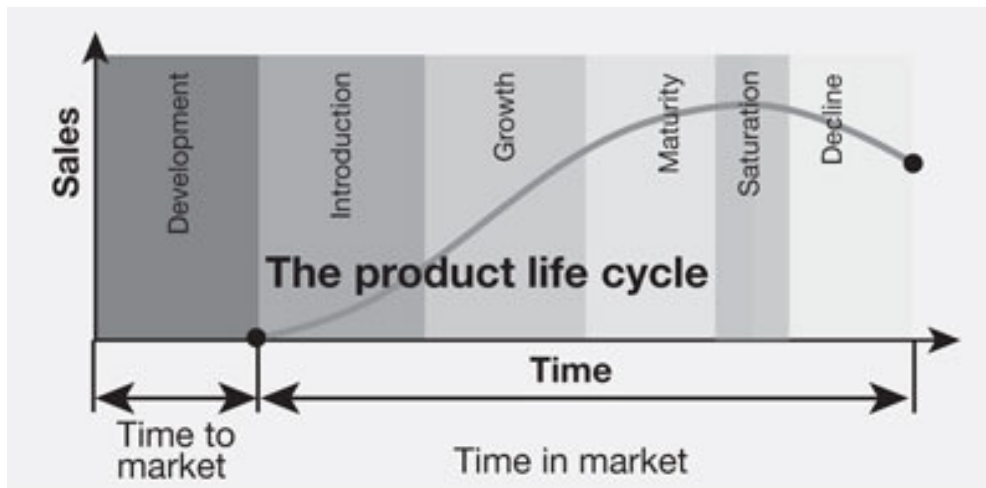 Sales
Development
Introduction
Growth
Maturity
Saturation
Decline
The product life cycle
Time
Time to
market
Time in market